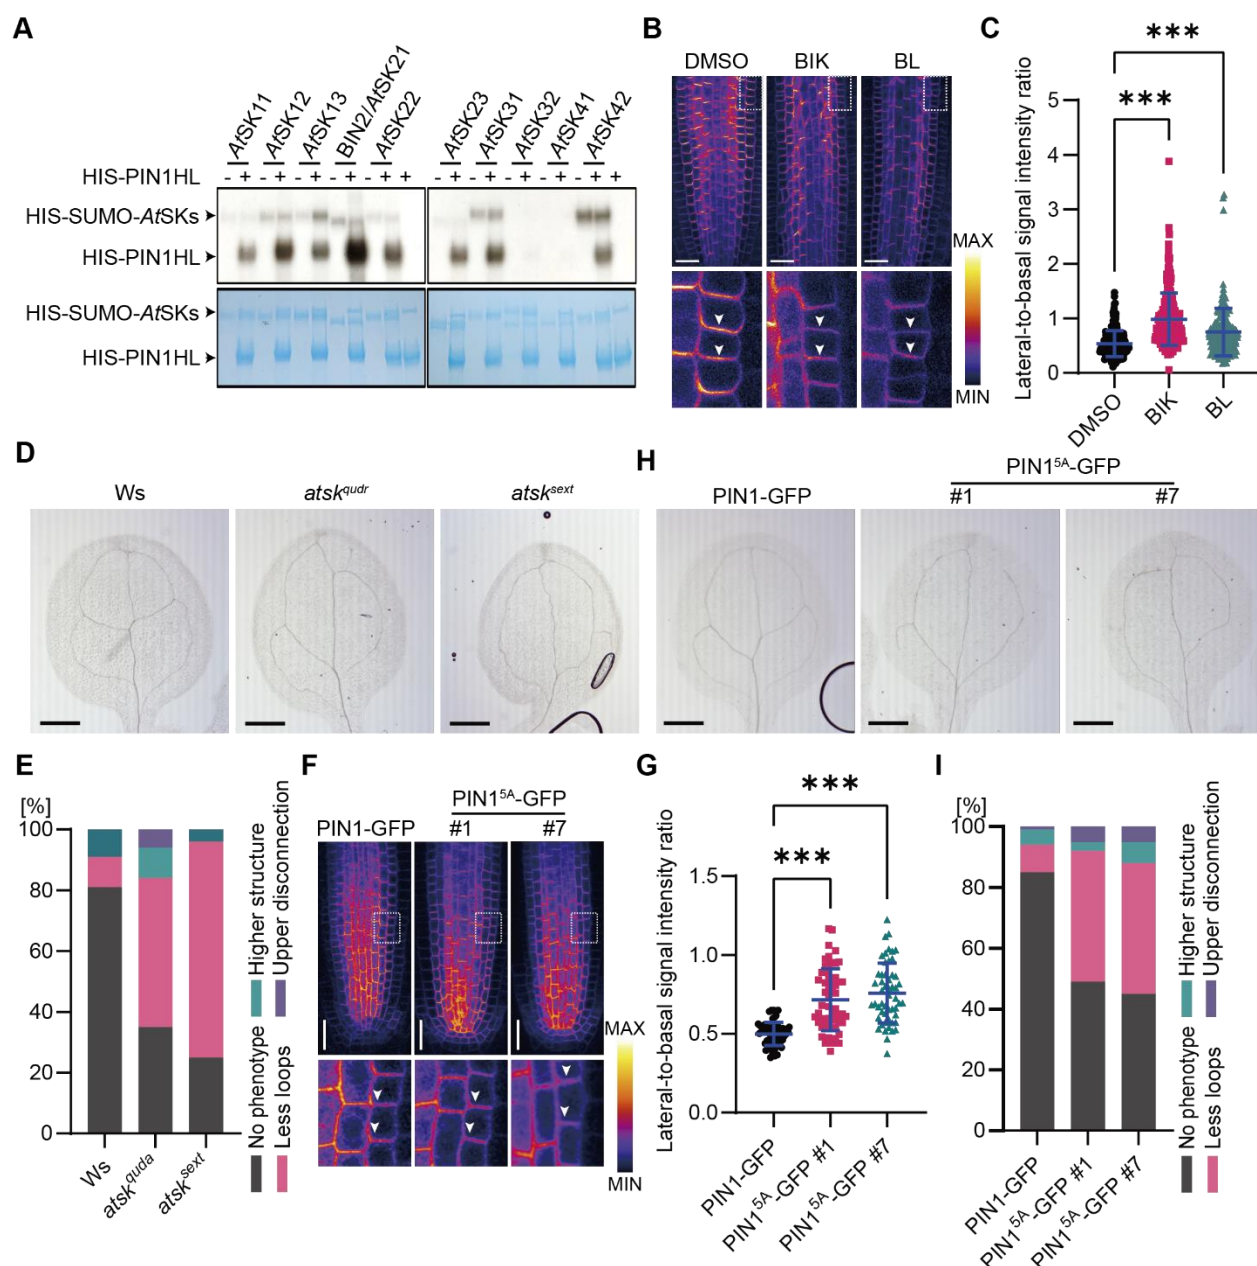 A
AtSK11
AtSK12
AtSK13
BIN2/AtSK21
AtSK22
AtSK23
AtSK31
AtSK32
AtSK41
AtSK42
HIS-PIN1HL
- + - + - + - + - + +
- + - + - + - + - + +
HIS-SUMO-AtSKs
HIS-PIN1HL
HIS-SUMO-AtSKs
HIS-PIN1HL
B
DMSO BIK BL
MAX
MIN
C
***
***
Lateral-to-basal signal intensity ratio
5
4
3
2
1
0
DMSO
BIK
BL
D
Ws atsk^qudr atsk^sext
H
PIN1^5A-GFP
PIN1-GFP #1 #7
E
[%]
100
80
60
40
20
0
Ws
atsk^quda
atsk^sext
No phenotype
Higher structure
Less loops
Upper disconnection
F
PIN1^5A-GFP
PIN1-GFP #1 #7
MAX
MIN
G
***
***
Lateral-to-basal signal intensity ratio
1.5
1.0
0.5
0.0
PIN1-GFP
PIN1^5A-GFP #1
PIN1^5A-GFP #7
I
[%]
100
80
60
40
20
0
PIN1-GFP
PIN1^5A-GFP #1
PIN1^5A-GFP #7
No phenotype
Higher structure
Less loops
Upper disconnection